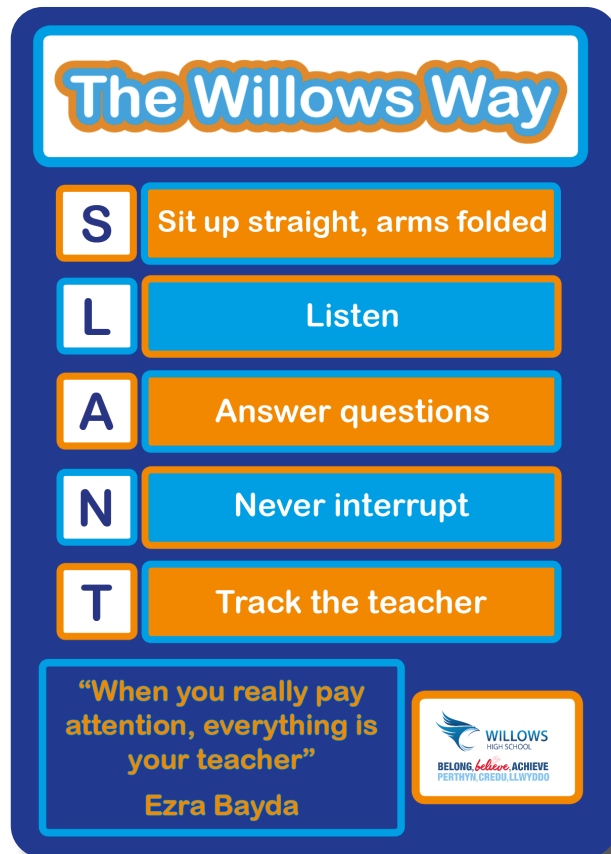 The Willows Way
S Sit up straight, arms folded
L Listen
A Answer questions
N Never interrupt
T Track the teacher
“When you really pay
attention, everything is
your teacher”
Ezra Bayda
WILLOWS
HIGH SCHOOL
BELONG, believe, ACHIEVE
PERTHYN, CREDU, LLWYDDO